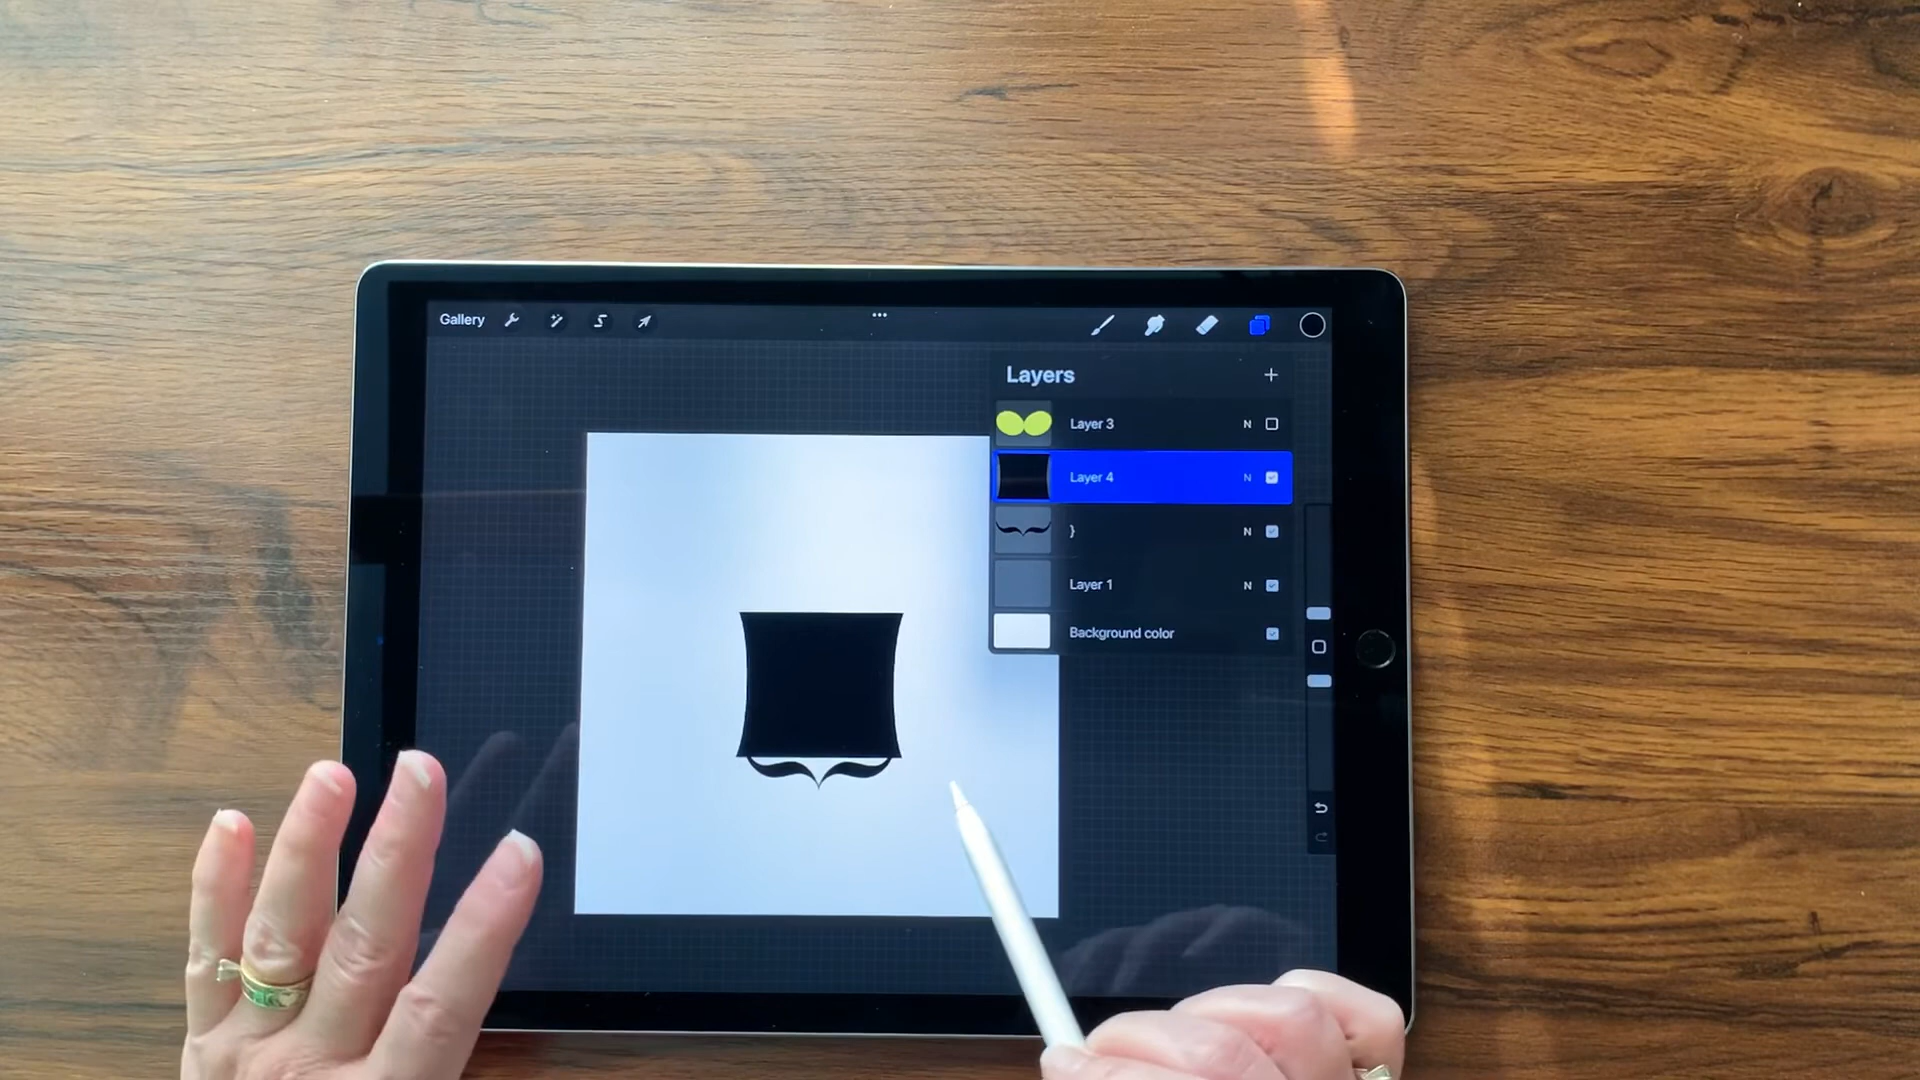 Gallery
Layers
Layer 3 N
Layer 4 N
} N
Layer 1 N
Background color